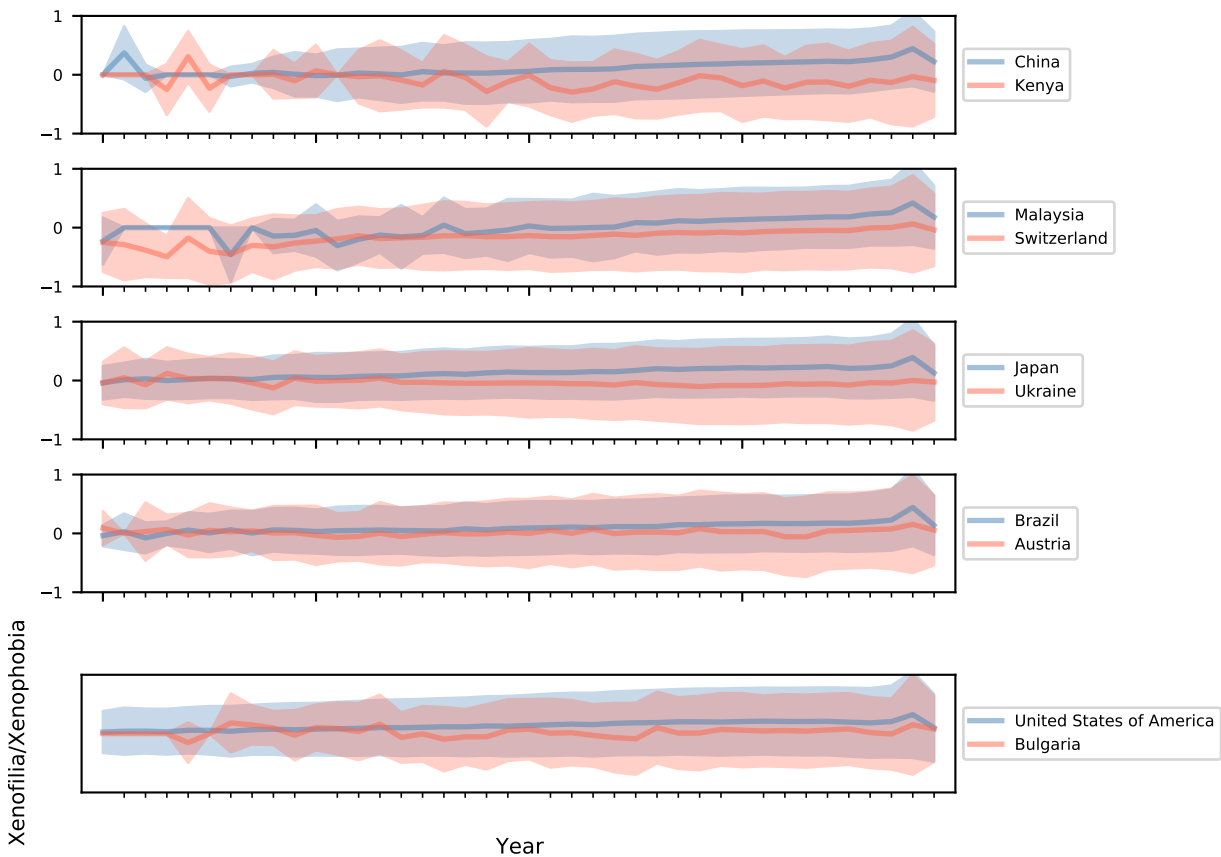 1
0
−1
China
Kenya
1
0
−1
Malaysia
Switzerland
1
0
−1
Japan
Ukraine
1
0
−1
Brazil
Austria
United States of America
Bulgaria
Xenofilia/Xenophobia
Year